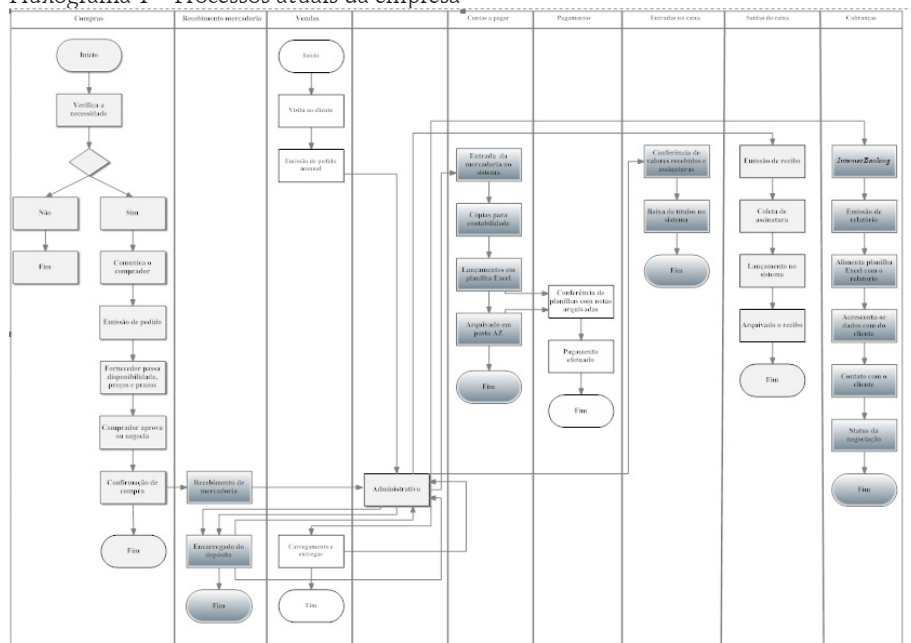 Fluxograma 1 – Processos atuais da empresa
Compras
Recebimento mercadoria
Vendas
Contas a pagar
Pagamentos
Entradas no caixa
Saídas do caixa
Cobranças
Início
Verifica a
necessidade
Não
Sim
Fim
Comunica o
comprador
Emissão de pedido
Fornecedor passa
disponibilidade,
preços e prazos
Comprador aprova
ou negocia
Confirmação de
compra
Fim
Recebimento de
mercadoria
Encarregado do
depósito
Fim
Início
Visita ao cliente
Emissão de pedido
manual
Carregamento e
entregas
Fim
Administrativo
Entrada da
mercadoria no
sistema
Cópias para
contabilidade
Lançamentos em
planilha Excel
Arquivado em
pasta AZ
Fim
Conferência de
planilhas com notas
arquivadas
Pagamento
efetuado
Fim
Conferência de
valores recebidos e
assinaturas
Baixa de títulos no
sistema
Fim
Emissão de recibo
Coleta de
assinatura
Lançamento no
sistema
Arquivado o recibo
Fim
InternetBanking
Emissão de
relatório
Alimenta planilha
Excel com o
relatório
Acrescenta-se
dados com do
cliente
Contato com o
cliente
Status da
negociação
Fim